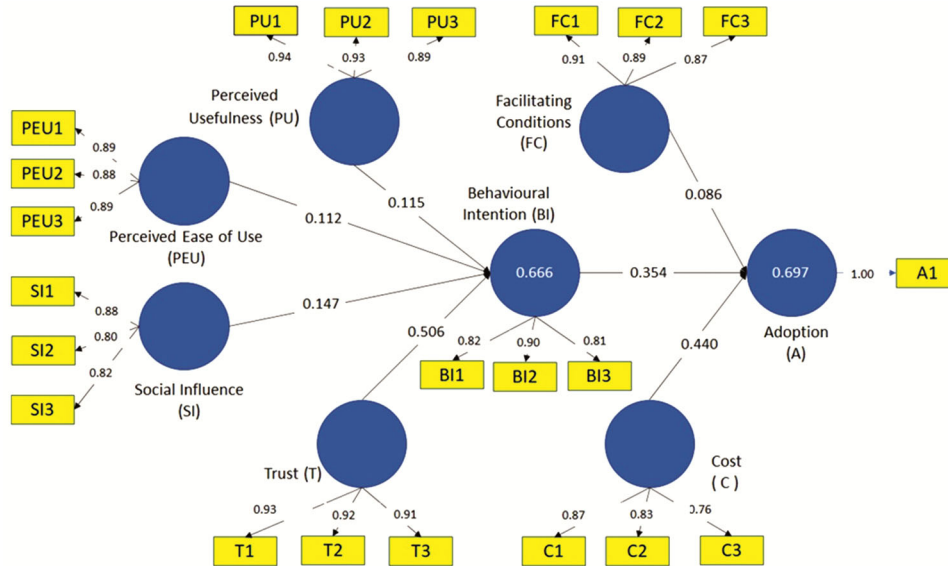 PU1 PU2 PU3
FC1 FC2 FC3
0.94 0.93 0.89
0.91 0.89 0.87
Perceived
Usefulness (PU)
Facilitating
Conditions
(FC)
PEU1
0.89
PEU2
0.88
PEU3
0.89
Perceived Ease of Use
(PEU)
0.112
0.115
Behavioural
Intention (BI)
0.086
0.666
0.354
0.697
1.00
A1
Adoption
(A)
SI1
0.88
SI2
0.80
SI3
0.82
Social Influence
(SI)
0.147
0.506
0.440
0.82 0.90 0.81
BI1 BI2 BI3
Trust (T)
0.93 0.92 0.91
T1 T2 T3
Cost
( C )
0.87 0.83 0.76
C1 C2 C3